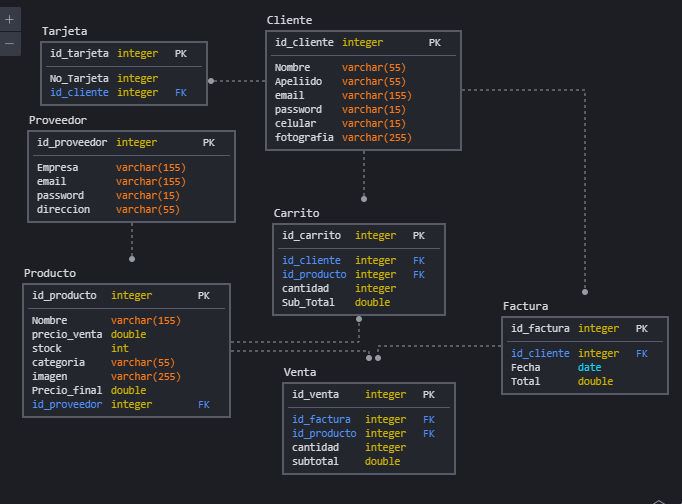 +
−
Tarjeta
id_tarjeta integer PK
No_Tarjeta integer
id_cliente integer FK
Cliente
id_cliente integer PK
Nombre varchar(55)
Apeliido varchar(55)
email varchar(155)
password varchar(15)
celular varchar(15)
fotografia varchar(255)
Proveedor
id_proveedor integer PK
Empresa varchar(155)
email varchar(155)
password varchar(15)
direccion varchar(55)
Carrito
id_carrito integer PK
id_cliente integer FK
id_producto integer FK
cantidad integer
Sub_Total double
Producto
id_producto integer PK
Nombre varchar(155)
precio_venta double
stock int
categoria varchar(55)
imagen varchar(255)
Precio_final double
id_proveedor integer FK
Factura
id_factura integer PK
id_cliente integer FK
Fecha date
Total double
Venta
id_venta integer PK
id_factura integer FK
id_producto integer FK
cantidad integer
subtotal double